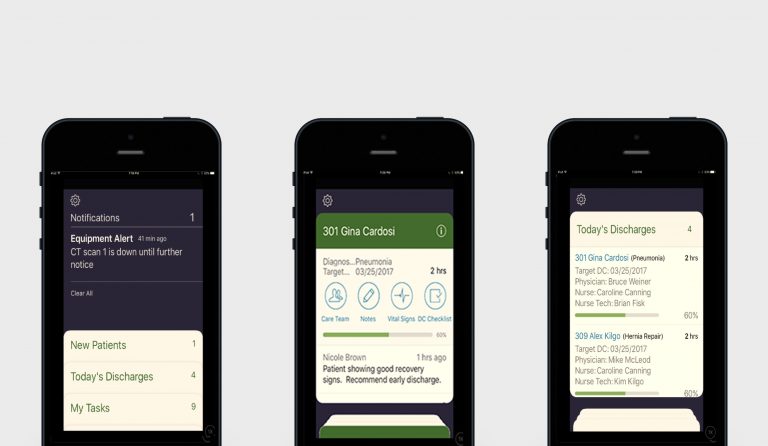 Notifications 1
Equipment Alert 41 min ago
CT scan 1 is down until further
notice
Clear All
New Patients 1
Today's Discharges 4
My Tasks 9
301 Gina Cardosi
Diagnos...Pneumonia
Target... 03/25/2017 2 hrs
Care Team Notes Vital Signs DC Checklist
60%
Nicole Brown 1 hrs ago
Patient showing good recovery
signs. Recommend early discharge.
Today's Discharges 4
301 Gina Cardosi (Pneumonia) 2 hrs
Target DC: 03/25/2017
Physician: Bruce Weiner
Nurse: Caroline Canning
Nurse Tech: Brian Fisk
60%
309 Alex Kilgo (Hernia Repair) 2 hrs
Target DC: 03/25/2017
Physician: Mike McLeod
Nurse: Caroline Canning
Nurse Tech: Kim Kilgo
60%